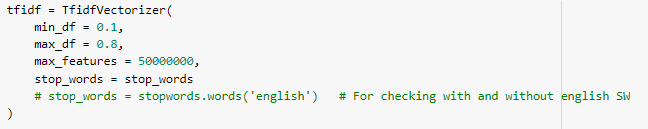 tfidf = TfidfVectorizer(
    min_df = 0.1,
    max_df = 0.8,
    max_features = 50000000,
    stop_words = stop_words
    # stop_words = stopwords.words('english')   # For checking with and without english SW
)